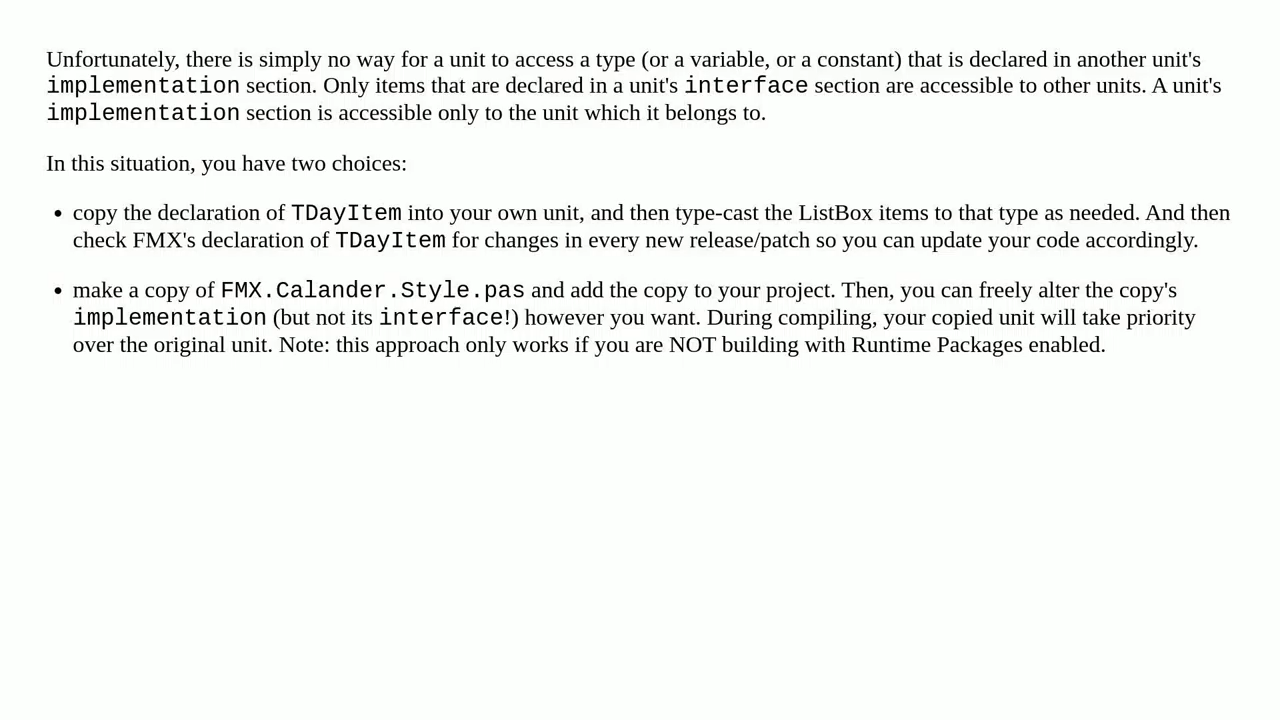 Unfortunately, there is simply no way for a unit to access a type (or a variable, or a constant) that is declared in another unit's
implementation section. Only items that are declared in a unit's interface section are accessible to other units. A unit's
implementation section is accessible only to the unit which it belongs to.
In this situation, you have two choices:
• copy the declaration of TDayItem into your own unit, and then type-cast the ListBox items to that type as needed. And then
check FMX's declaration of TDayItem for changes in every new release/patch so you can update your code accordingly.
• make a copy of FMX.Calander.Style.pas and add the copy to your project. Then, you can freely alter the copy's
implementation (but not its interface!) however you want. During compiling, your copied unit will take priority
over the original unit. Note: this approach only works if you are NOT building with Runtime Packages enabled.